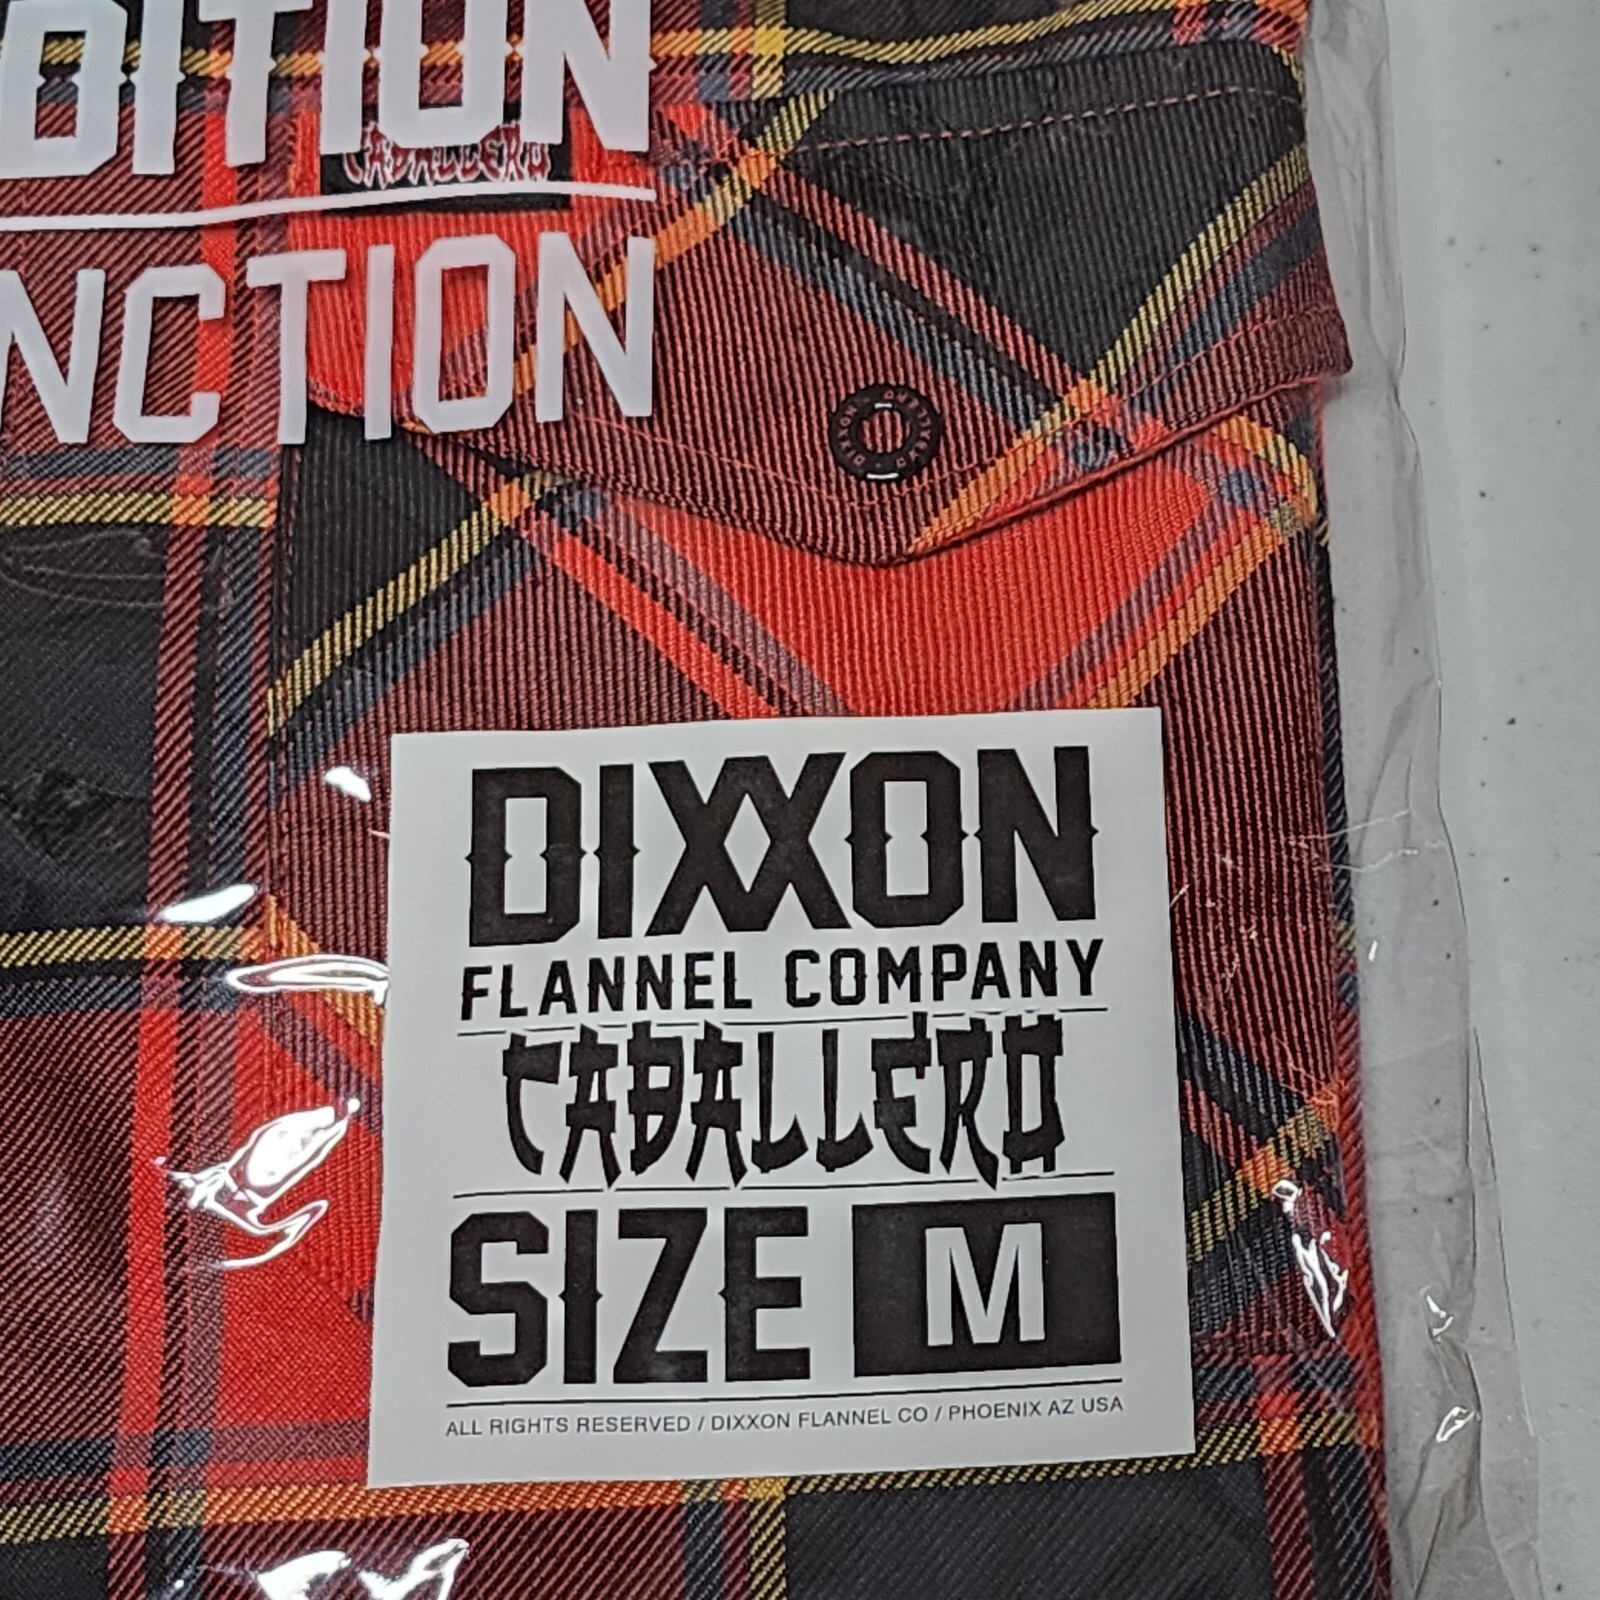 DITION
CABALLERO
NCTION
DIXXON
FLANNEL COMPANY
CABALLERO
SIZE M
ALL RIGHTS RESERVED / DIXXON FLANNEL CO / PHOENIX AZ USA